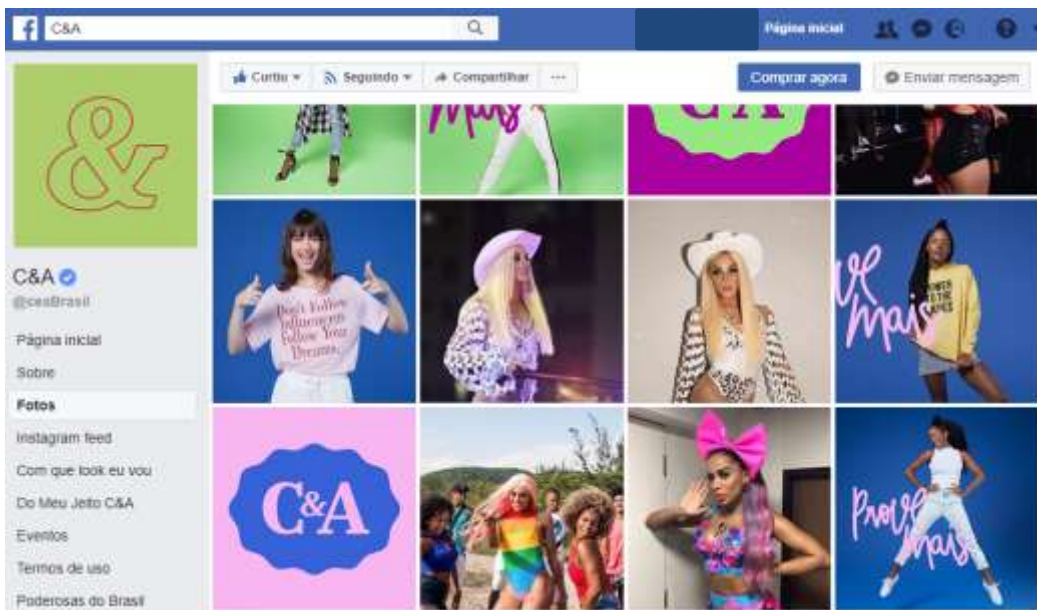 C&A
Página inicial
Curtiu
Seguindo
Compartilhar
Comprar agora
Enviar mensagem
Mais
C&A
C&A
@ceaBrasil
Página inicial
Sobre
Fotos
Instagram feed
Com que look eu vou
Do Meu Jeito C&A
Eventos
Termos de uso
Poderosas do Brasil
Don't Follow
Influencers
Follow Your
Dreams.
mais
C&A
Prove
mais